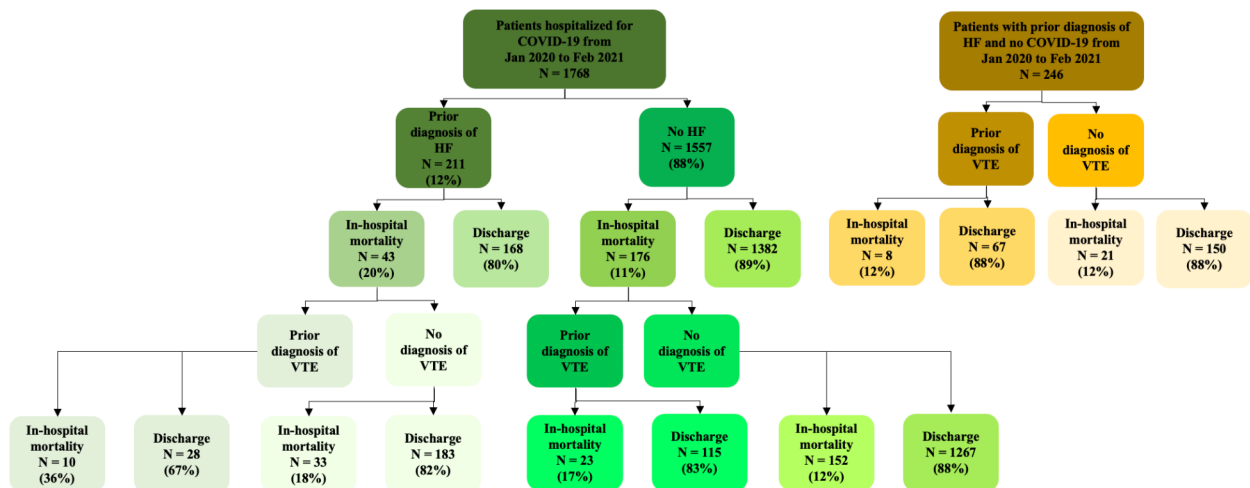 Patients hospitalized for
COVID-19 from
Jan 2020 to Feb 2021
N = 1768
Patients with prior diagnosis of
HF and no COVID-19 from
Jan 2020 to Feb 2021
N = 246
Prior
diagnosis of
HF
N = 211
(12%)
No HF
N = 1557
(88%)
Prior
diagnosis of
VTE
No
diagnosis of
VTE
In-hospital
mortality
N = 43
(20%)
Discharge
N = 168
(80%)
In-hospital
mortality
N = 176
(11%)
Discharge
N = 1382
(89%)
In-hospital
mortality
N = 8
(12%)
Discharge
N = 67
(88%)
In-hospital
mortality
N = 21
(12%)
Discharge
N = 150
(88%)
Prior
diagnosis of
VTE
No
diagnosis of
VTE
Prior
diagnosis of
VTE
No
diagnosis of
VTE
In-hospital
mortality
N = 10
(36%)
Discharge
N = 28
(67%)
In-hospital
mortality
N = 33
(18%)
Discharge
N = 183
(82%)
In-hospital
mortality
N = 23
(17%)
Discharge
N = 115
(83%)
In-hospital
mortality
N = 152
(12%)
Discharge
N = 1267
(88%)